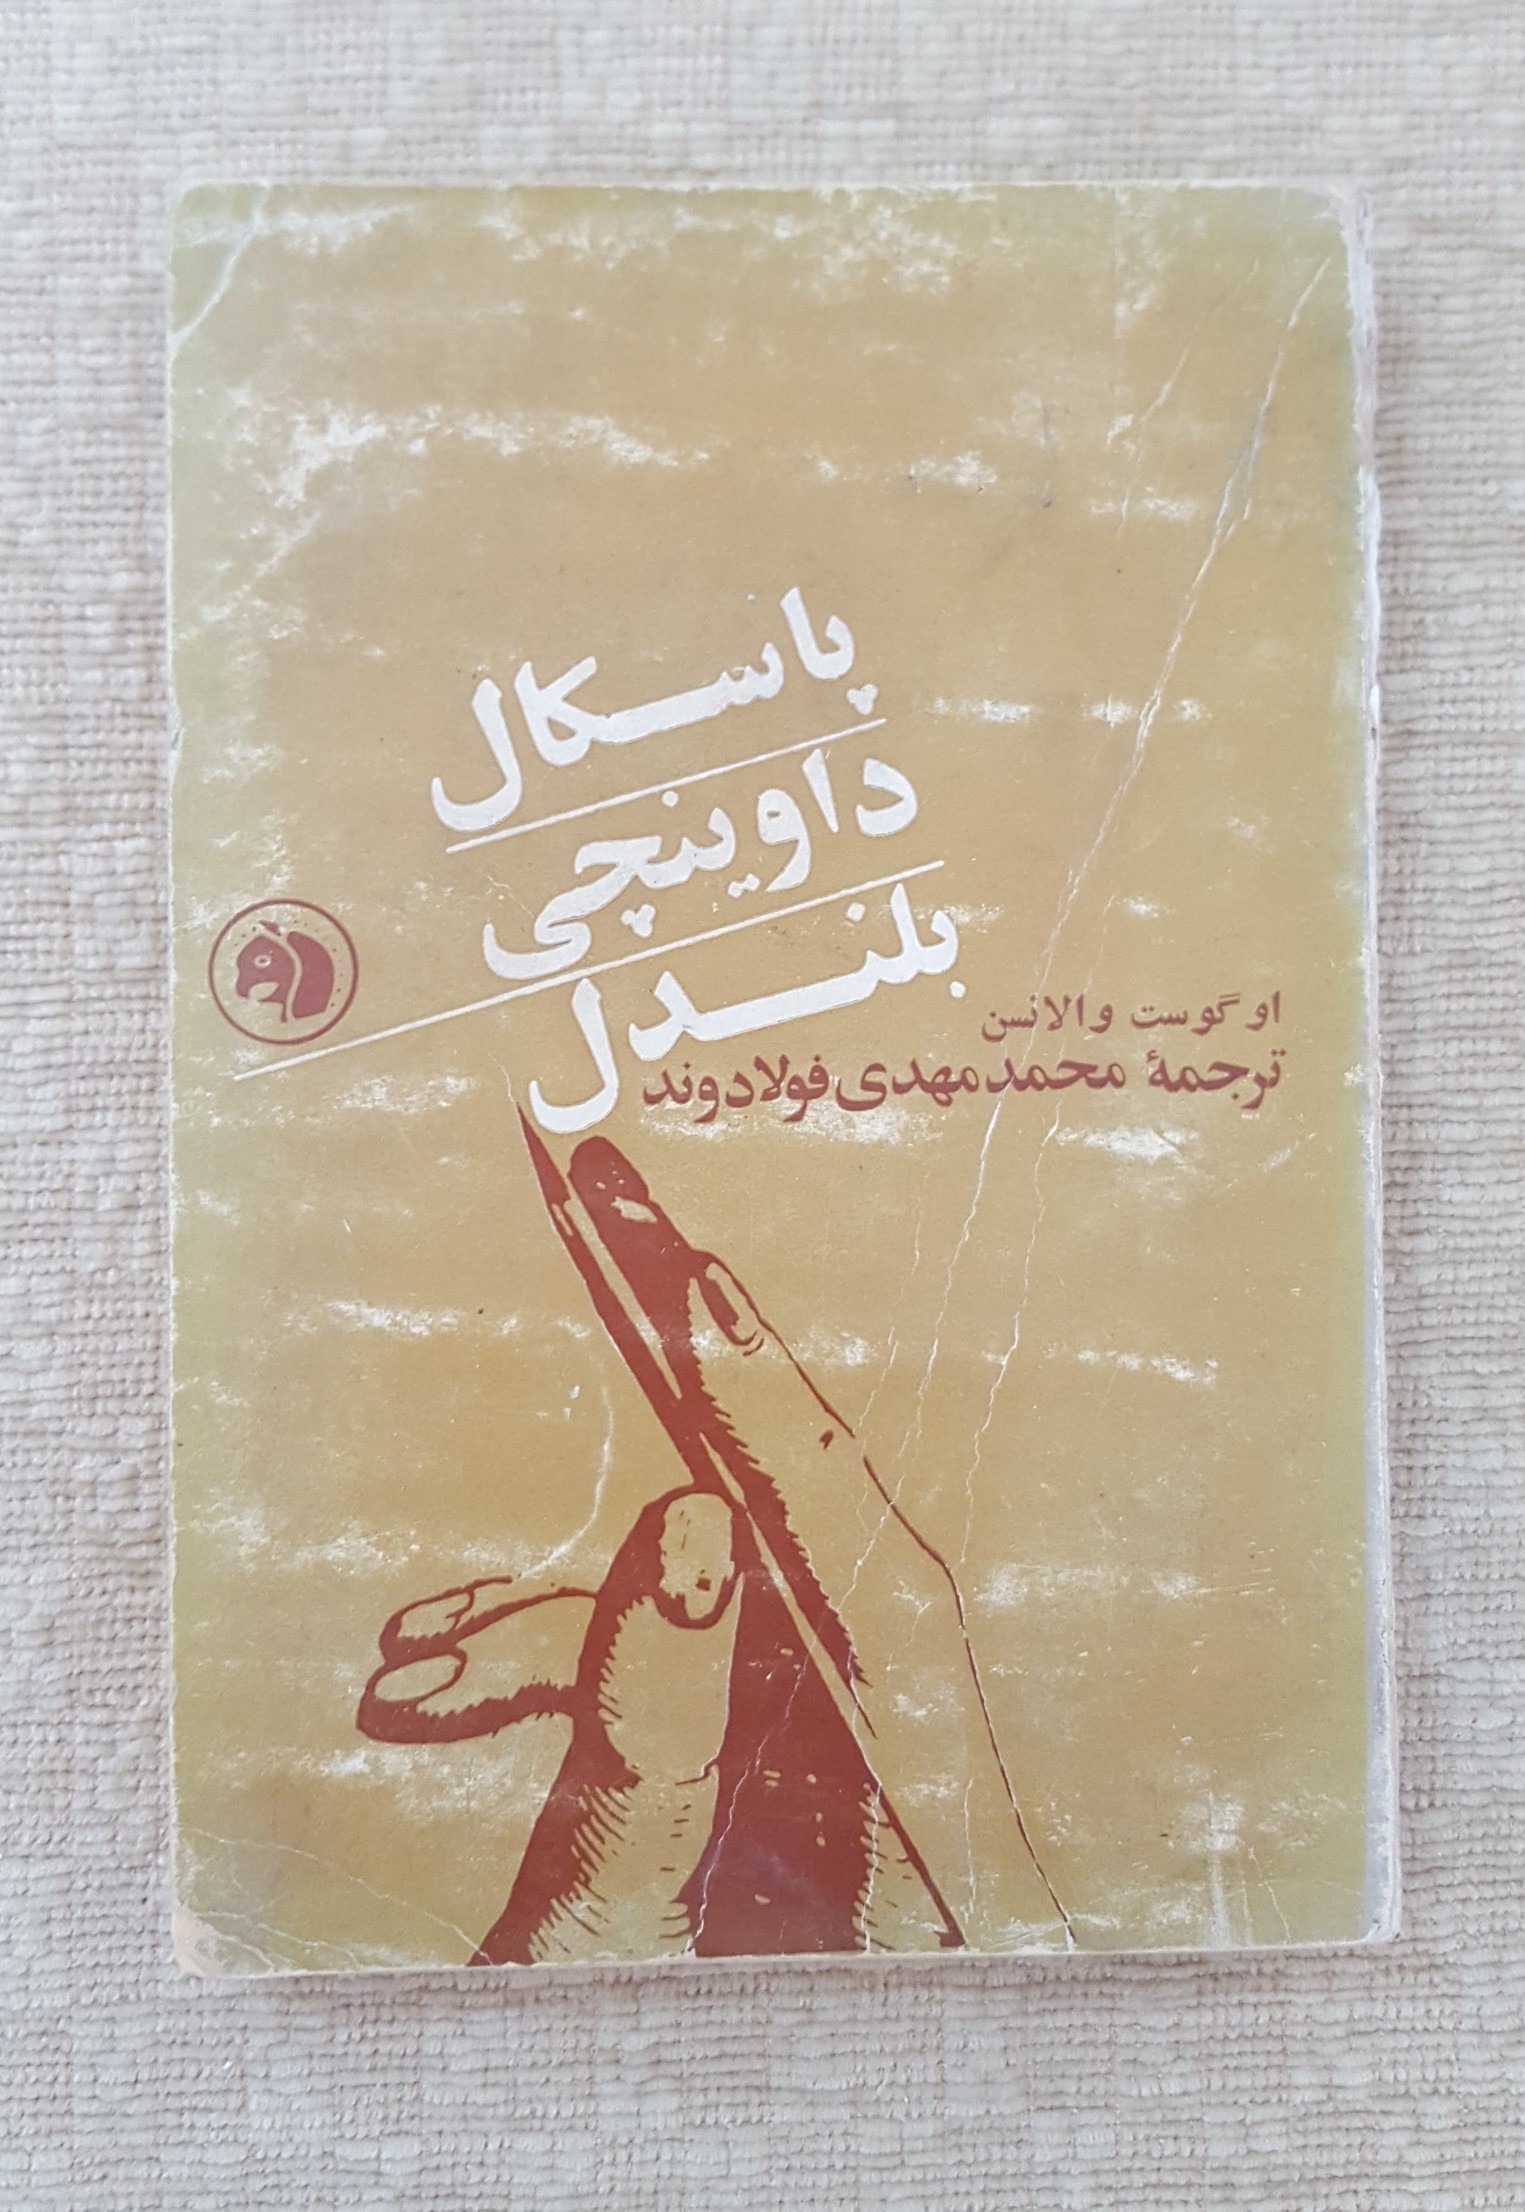 پاسکال
داوینچی
بلندل
اوگوست والانسن
ترجمهٔ محمدمهدی فولادوند